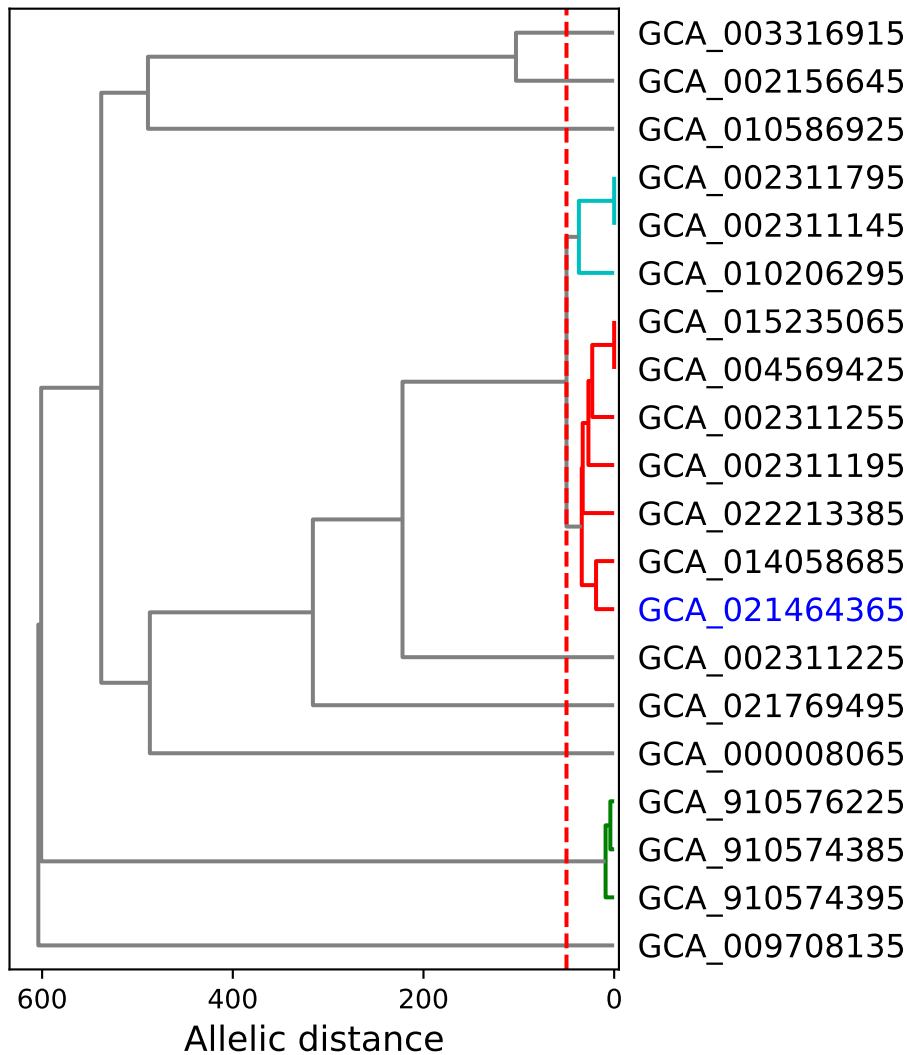 GCA_003316915
GCA_002156645
GCA_010586925
GCA_002311795
GCA_002311145
GCA_010206295
GCA_015235065
GCA_004569425
GCA_002311255
GCA_002311195
GCA_022213385
GCA_014058685
GCA_021464365
GCA_002311225
GCA_021769495
GCA_000008065
GCA_910576225
GCA_910574385
GCA_910574395
GCA_009708135
600 400 200 0
Allelic distance